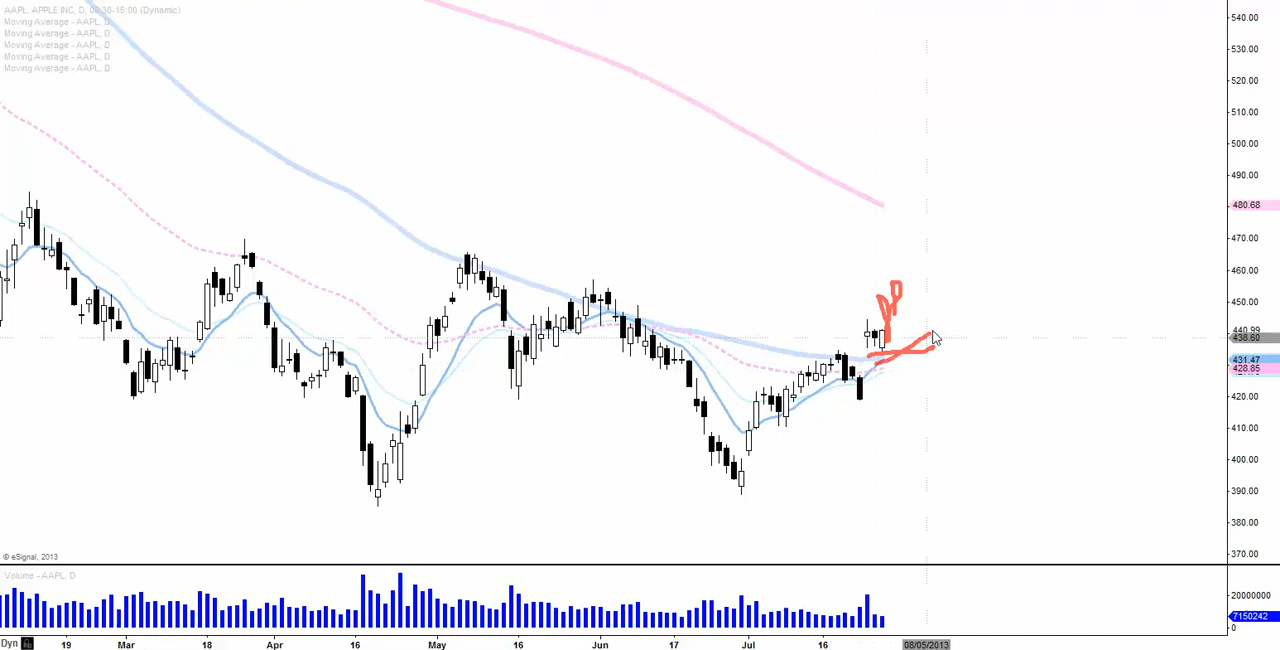 AAPL, APPLE INC, D, 08:30-15:00 (Dynamic)
Moving Average - AAPL, D
Moving Average - AAPL, D
Moving Average - AAPL, D
Moving Average - AAPL, D
Moving Average - AAPL, D
540.00
530.00
520.00
510.00
500.00
490.00
480.68
470.00
460.00
450.00
440.99
438.60
431.47
428.85
420.00
410.00
400.00
390.00
380.00
370.00
© eSignal, 2013
Volume - AAPL, D
20000000
7150242
0
Dyn 19 Mar 18 Apr 16 May 16 Jun 17 Jul 16 08/05/2013